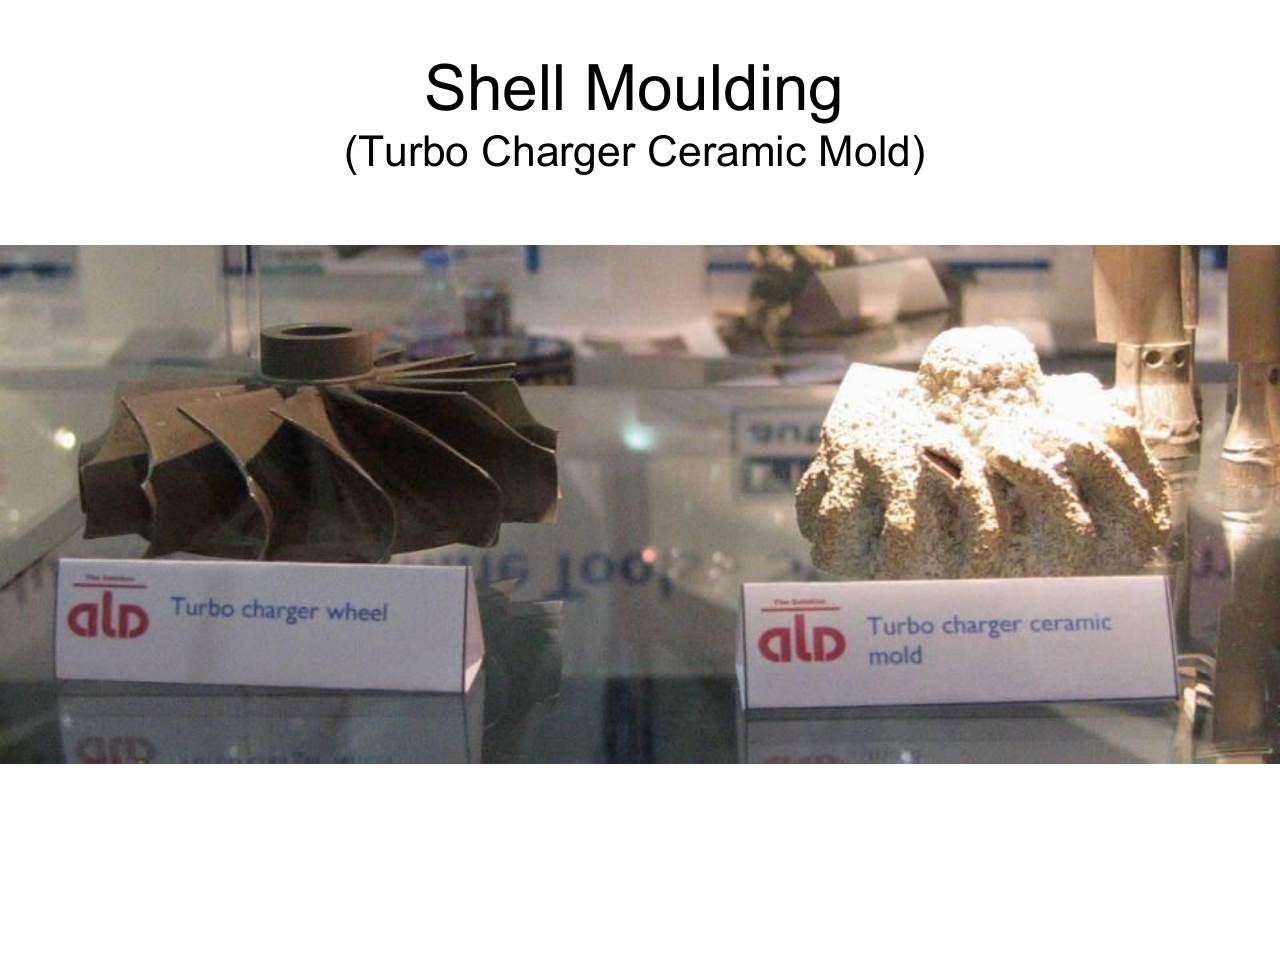 Shell Moulding
(Turbo Charger Ceramic Mold)
ald
Turbo charger wheel
ald
Turbo charger ceramic
mold